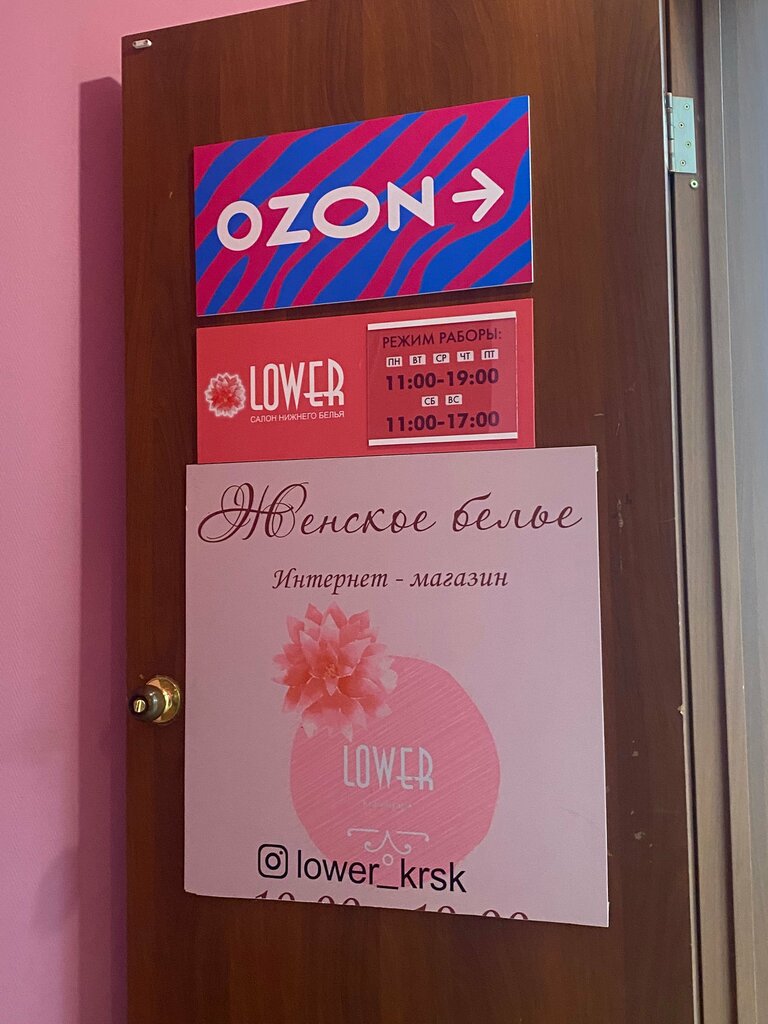 OZON →
LOWER
САЛОН НИЖНЕГО БЕЛЬЯ
РЕЖИМ РАБОРЫ:
ПН ВТ СР ЧТ ПТ
11:00-19:00
СБ ВС
11:00-17:00
Женское белье
Интернет - магазин
LOWER
lower_krsk